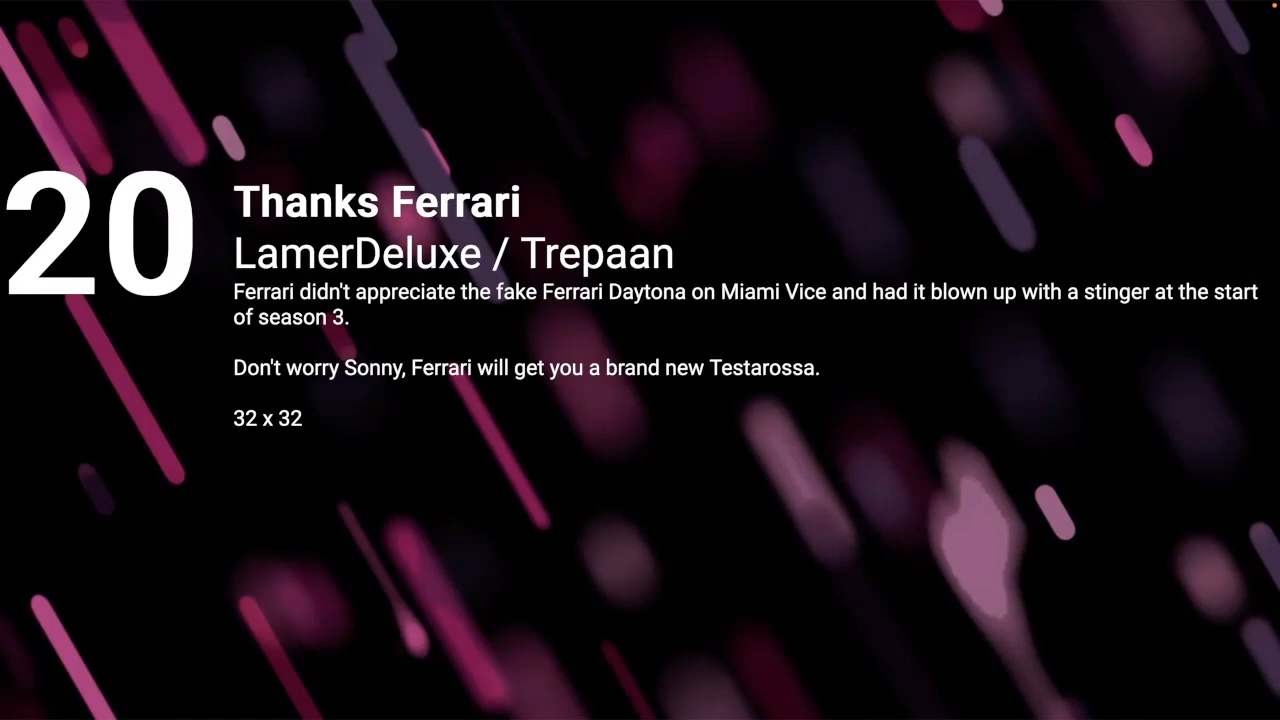 20
Thanks Ferrari
LamerDeluxe / Trepaan
Ferrari didn't appreciate the fake Ferrari Daytona on Miami Vice and had it blown up with a stinger at the start
of season 3.
Don't worry Sonny, Ferrari will get you a brand new Testarossa.
32 x 32